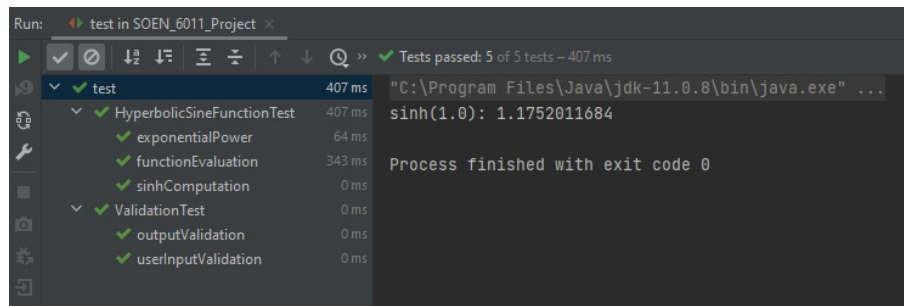 Run: test in SOEN_6011_Project ×
» Tests passed: 5 of 5 tests – 407 ms
test 407 ms
HyperbolicSineFunctionTest 407 ms
exponentialPower 64 ms
functionEvaluation 343 ms
sinhComputation 0 ms
ValidationTest 0 ms
outputValidation 0 ms
userInputValidation 0 ms
"C:\Program Files\Java\jdk-11.0.8\bin\java.exe" ...
sinh(1.0): 1.1752011684
Process finished with exit code 0